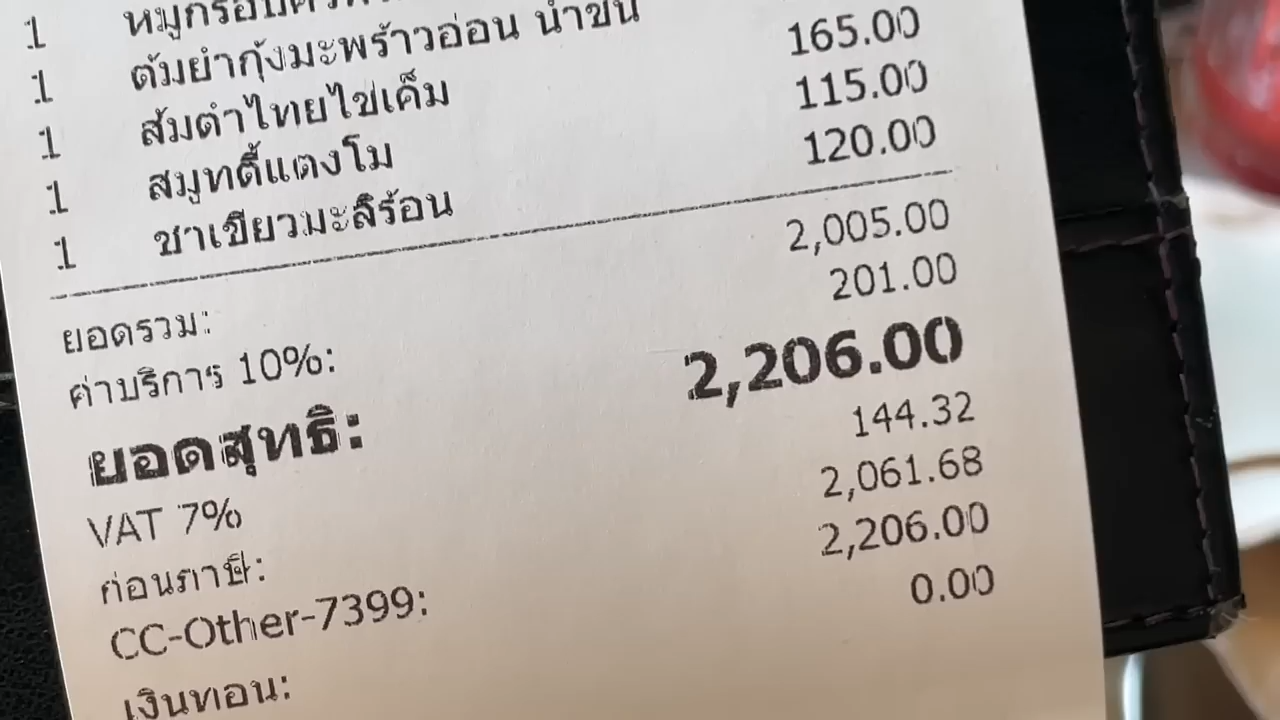 1 หมูกรอบ
1 ต้มยำกุ้งมะพร้าวอ่อน น้ำข้น
1 ส้มตำไทยไข่เค็ม 165.00
1 สมูทตี้แตงโม 115.00
1 ชาเขียวมะลิร้อน 120.00
ยอดรวม: 2,005.00
ค่าบริการ 10%: 201.00
ยอดสุทธิ: 2,206.00
VAT 7% 144.32
ก่อนภาษี: 2,061.68
CC-Other-7399: 2,206.00
เงินทอน: 0.00